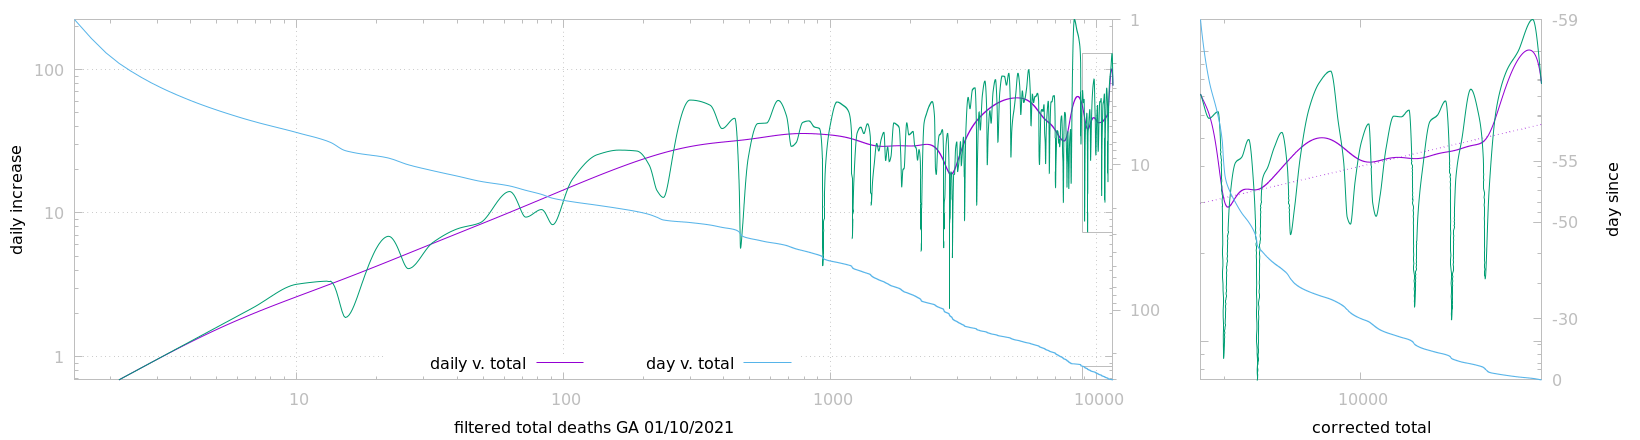 1
-59
100
daily increase
10
-55
day since
10
-50
100
-30
1
daily v. total
day v. total
0
10
100
1000
10000
10000
filtered total deaths GA 01/10/2021
corrected total